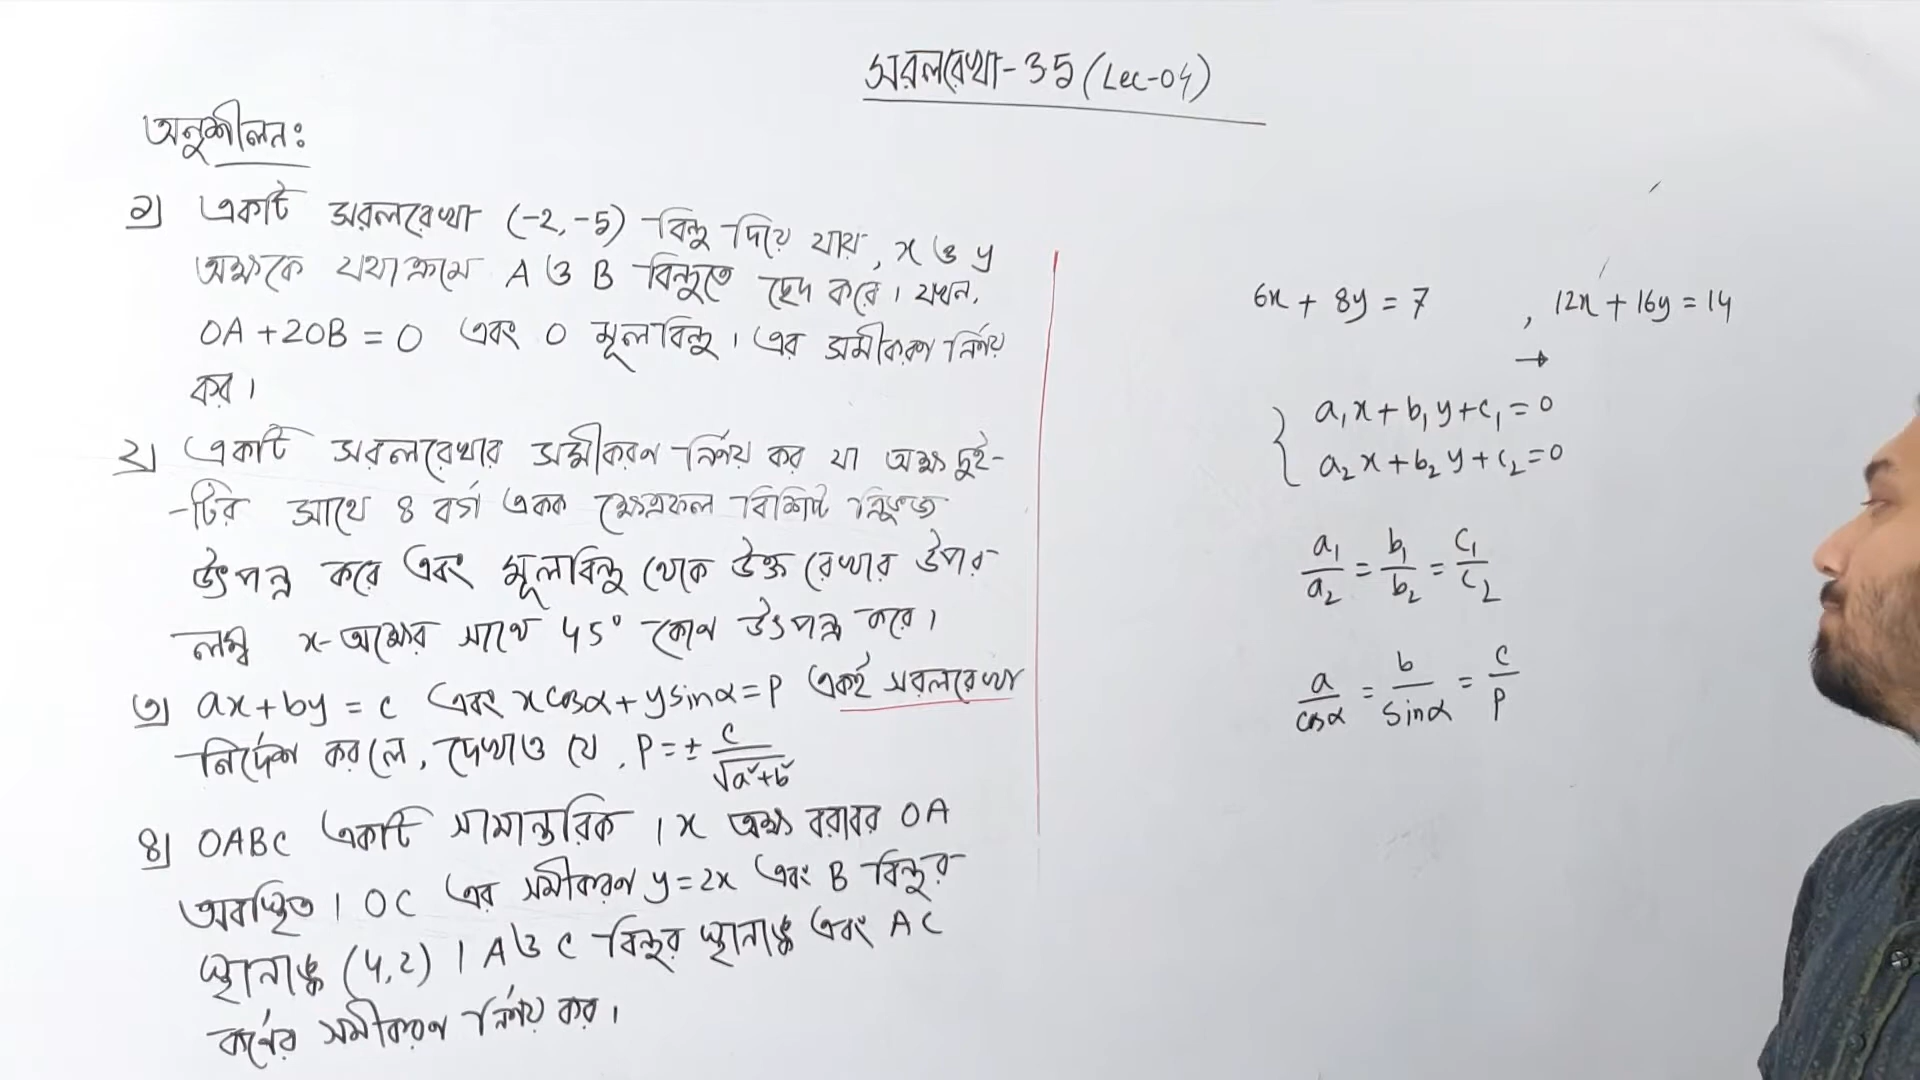 সরলরেখা-35 (Lec-04)
অনুশীলনঃ
১) একটি সরলরেখা (-2, -5) বিন্দু দিয়ে যায়, x ও y
অক্ষকে যথাক্রমে A ও B বিন্দুতে ছেদ করে। যখন,
OA + 2OB = 0 এবং O মূলবিন্দু। এর সমীকরণ নির্ণয়
কর।
২) একটি সরলরেখার সমীকরণ নির্ণয় কর যা অক্ষ দুই-
টির সাথে 8 বর্গ একক ক্ষেত্রফল বিশিষ্ট ত্রিভুজ
উৎপন্ন করে এবং মূলবিন্দু থেকে উক্ত রেখার উপর
লম্ব x-অক্ষের সাথে 45° কোণ উৎপন্ন করে।
৩) ax + by = c এবং x cosα + y sinα = P একই সরলরেখা
নির্দেশ করলে, দেখাও যে, P = ± c/√(a²+b²)
৪) OABC একটি সামান্তরিক। x অক্ষ বরাবর OA
অবস্থিত। OC এর সমীকরণ y = 2x এবং B বিন্দুর
স্থানাঙ্ক (4,2) । A ও C বিন্দুর স্থানাঙ্ক এবং AC
কর্ণের সমীকরণ নির্ণয় কর।
6x + 8y = 7 , 12x + 16y = 14
→
a₁x + b₁y + c₁ = 0
a₂x + b₂y + c₂ = 0
a₁/a₂ = b₁/b₂ = c₁/c₂
a/cosα = b/sinα = c/P